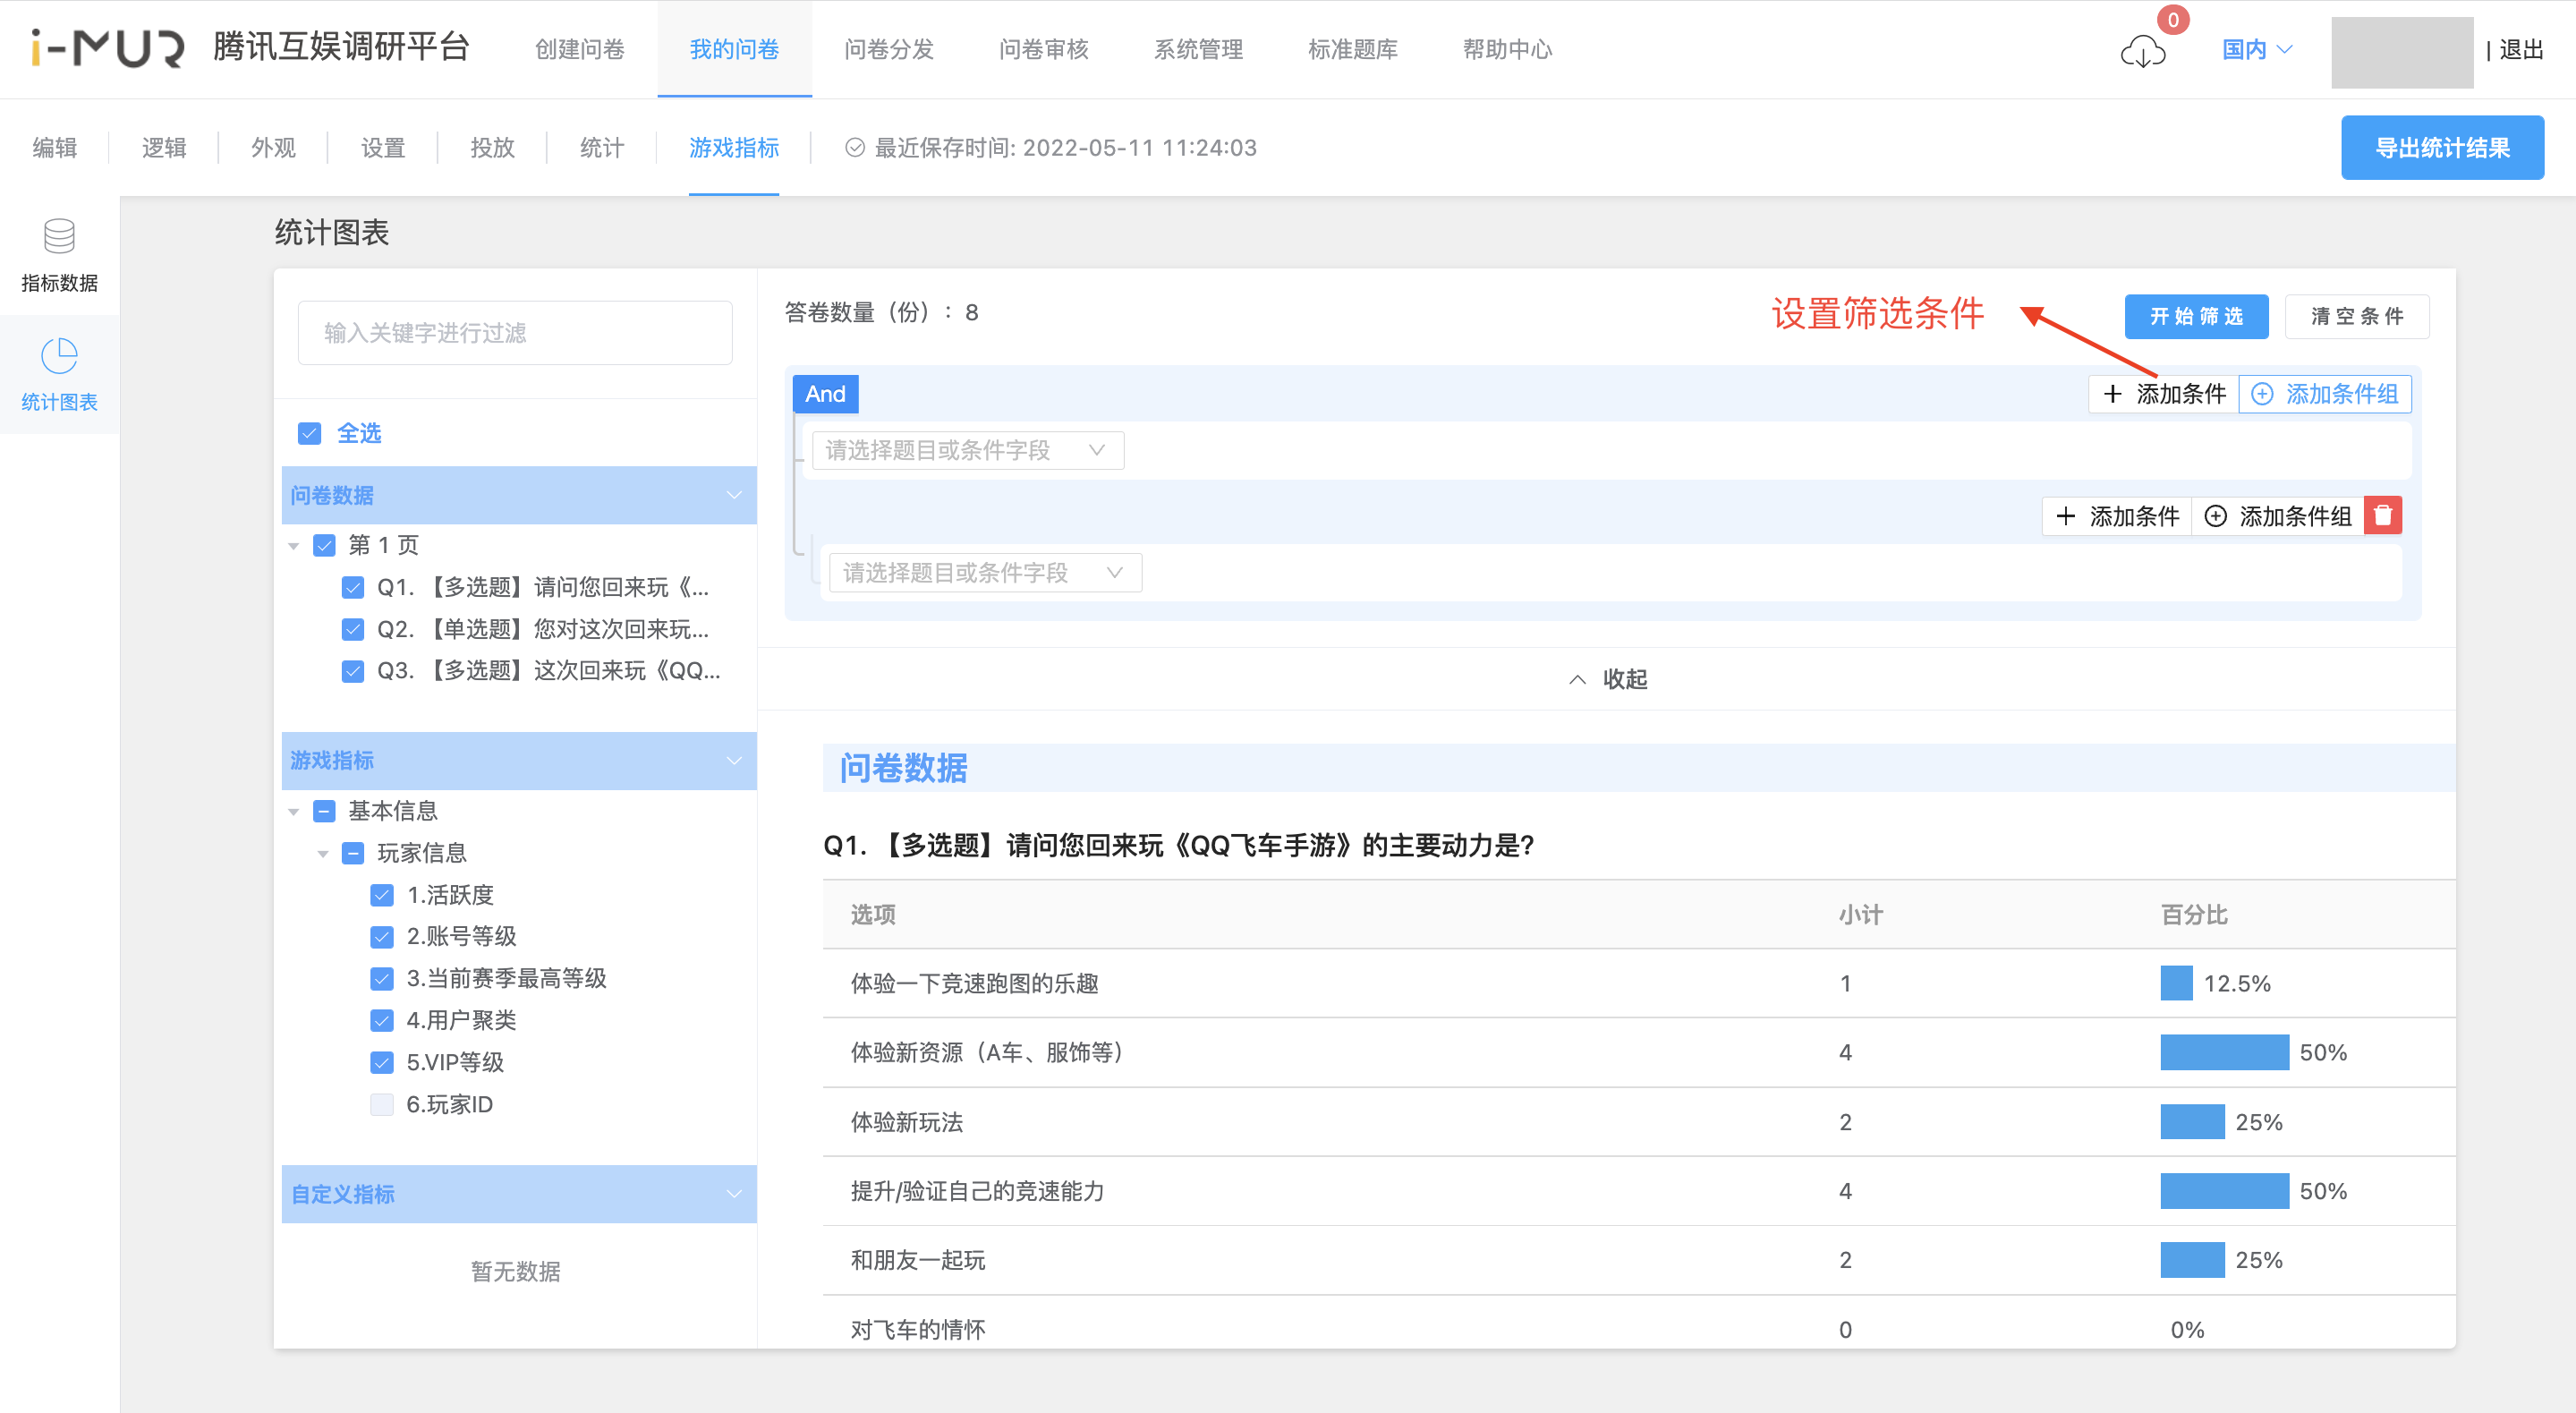 i-MUR 腾讯互娱调研平台 创建问卷 我的问卷 问卷分发 问卷审核 系统管理 标准题库 帮助中心 0 国内 | 退出
编辑 逻辑 外观 设置 投放 统计 游戏指标 最近保存时间: 2022-05-11 11:24:03 导出统计结果
指标数据
统计图表
统计图表
输入关键字进行过滤
全选
问卷数据
第 1 页
Q1. 【多选题】请问您回来玩《...
Q2. 【单选题】您对这次回来玩...
Q3. 【多选题】这次回来玩《QQ...
游戏指标
基本信息
玩家信息
1.活跃度
2.账号等级
3.当前赛季最高等级
4.用户聚类
5.VIP等级
6.玩家ID
自定义指标
暂无数据
答卷数量（份）: 8 设置筛选条件 开始筛选 清空条件
And + 添加条件 添加条件组
请选择题目或条件字段
+ 添加条件 添加条件组
请选择题目或条件字段
收起
问卷数据
Q1. 【多选题】请问您回来玩《QQ飞车手游》的主要动力是?
选项 小计 百分比
体验一下竞速跑图的乐趣 1 12.5%
体验新资源（A车、服饰等） 4 50%
体验新玩法 2 25%
提升/验证自己的竞速能力 4 50%
和朋友一起玩 2 25%
对飞车的情怀 0 0%